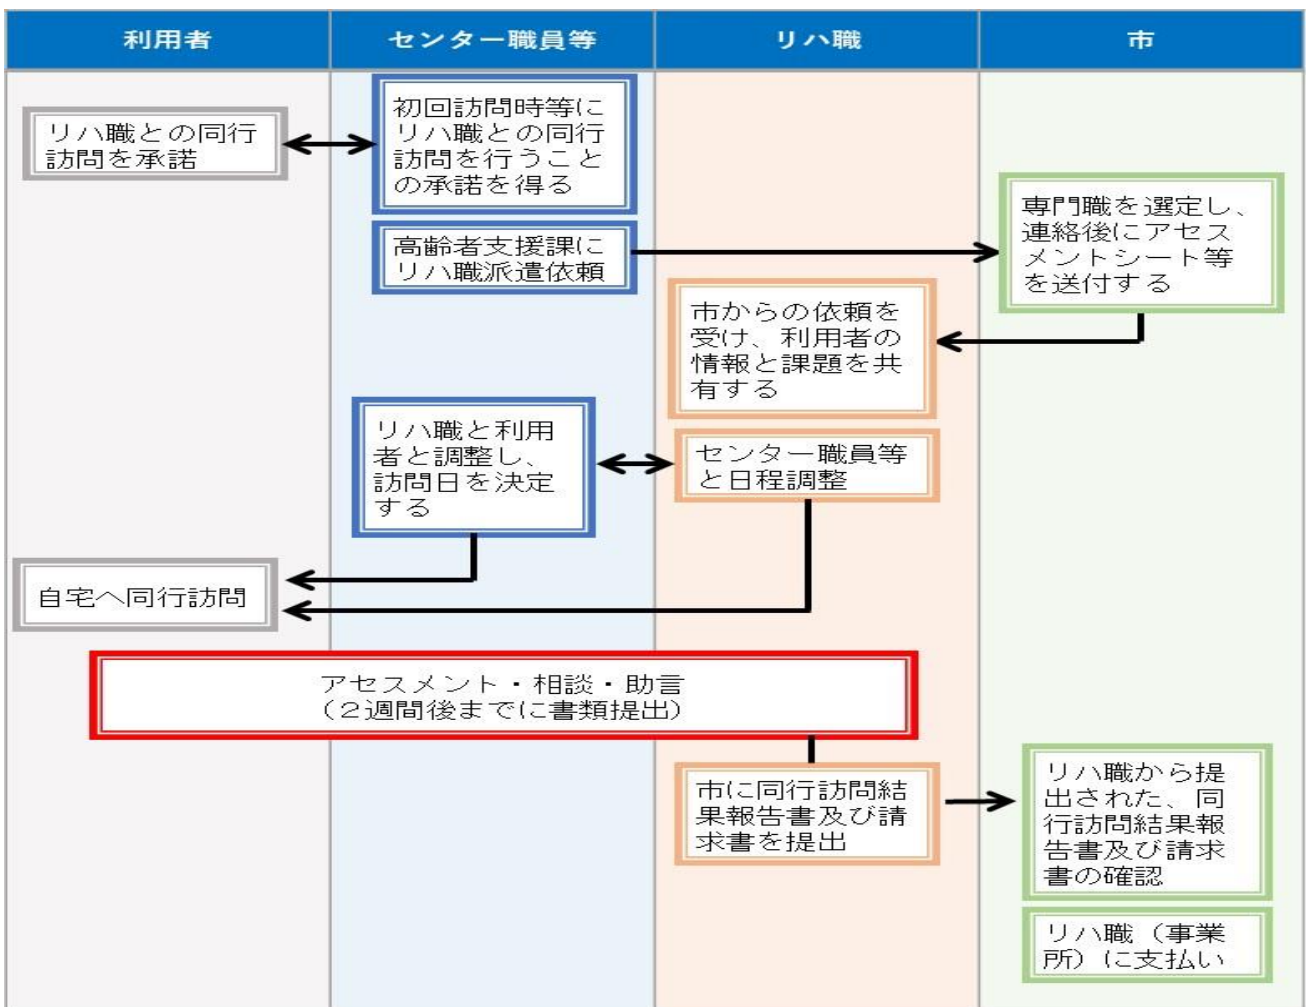 利用者
センター職員等
リハ職
市
リハ職との同行
訪問を承諾
初回訪問時等に
リハ職との同行
訪問を行うこと
の承諾を得る
高齢者支援課に
リハ職派遣依頼
専門職を選定し、
連絡後にアセス
メントシート等
を送付する
市からの依頼を
受け、利用者の
情報と課題を共
有する
リハ職と利用
者と調整し、
訪問日を決定
する
センター職員等
と日程調整
自宅へ同行訪問
アセスメント・相談・助言
（２週間後までに書類提出）
市に同行訪問結
果報告書及び請
求書を提出
リハ職から提
出された、同
行訪問結果報
告書及び請求
書の確認
リハ職（事業
所）に支払い